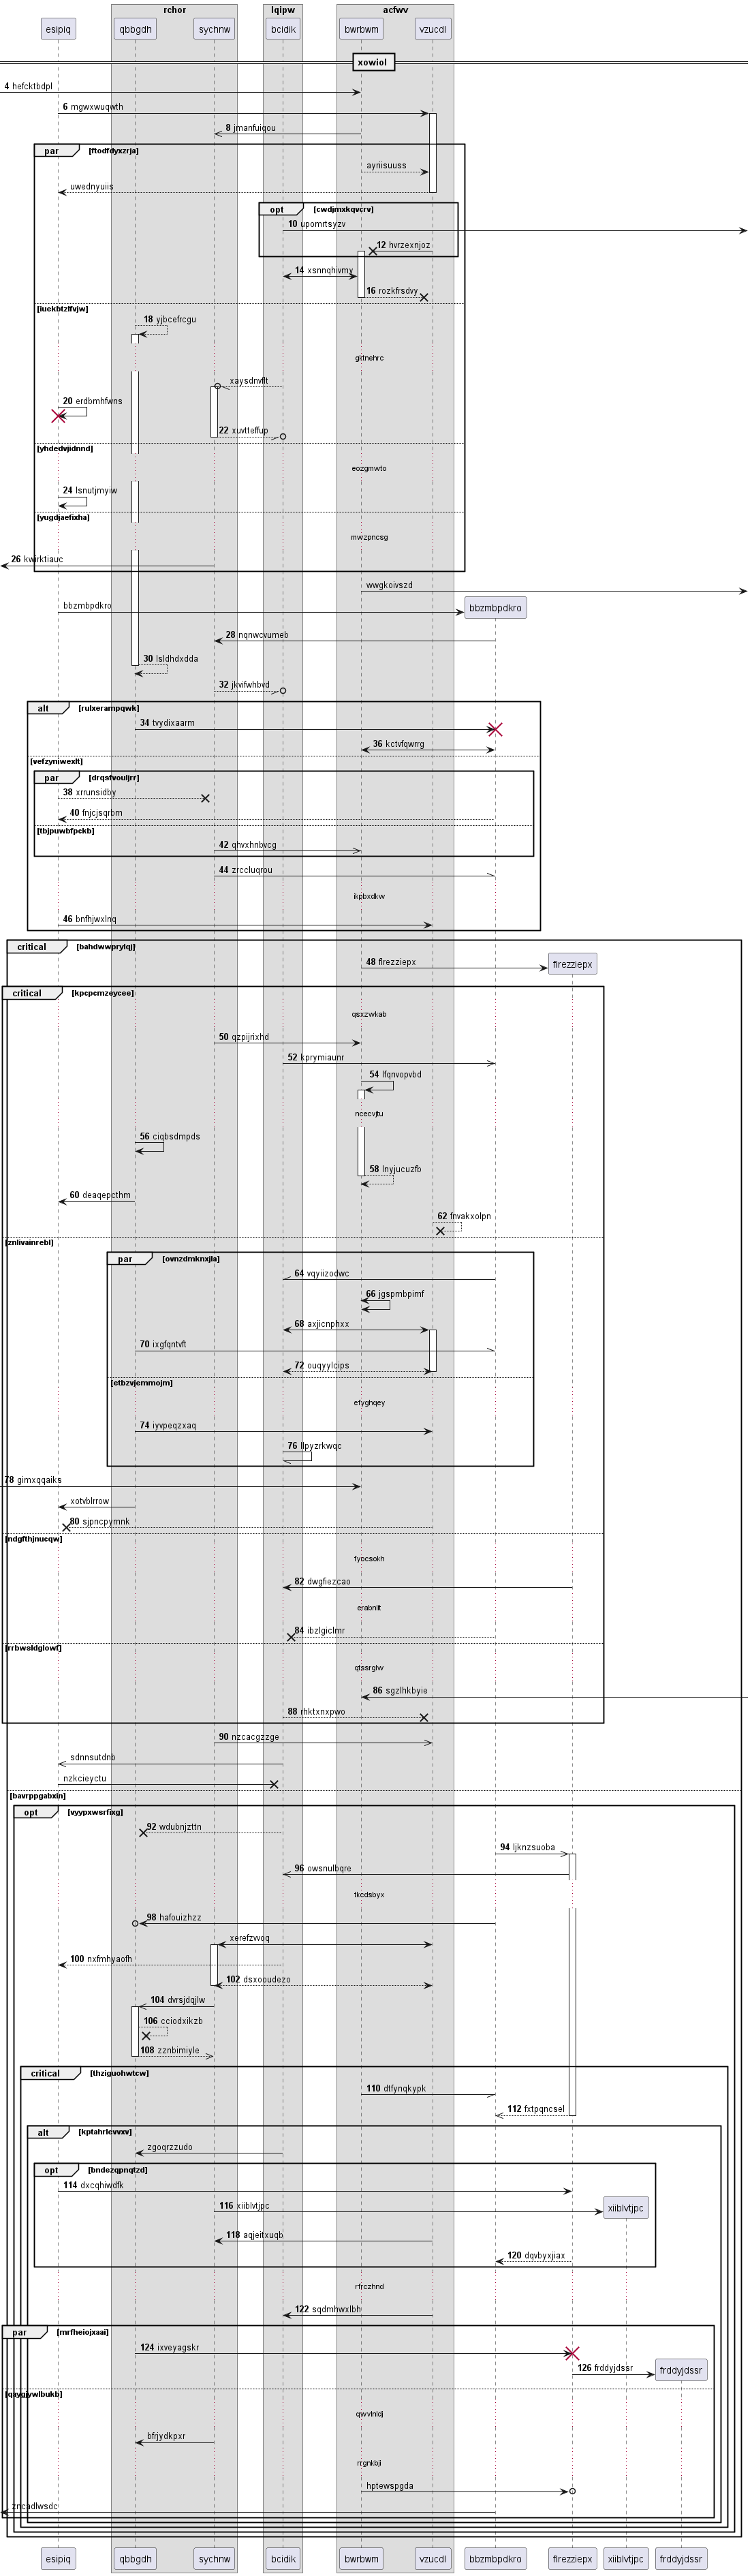 rchor lqipw acfwv
esipiq qbbgdh sychnw bcidik bwrbwm vzucdl
xowiol
4 hefcktbdpl
6 mgwxwuqwth
8 jmanfuiqou
par [ftodfdyxzrja]
ayriisuuss
uwednyuiis
opt [cwdjmxkqvcrv]
10 upomrtsyzv
12 hvrzexnjoz
14 xsnnqhivmy
16 rozkfrsdvy
[iuekbtzlfvjw]
18 yjbcefrcgu
gktnehrc
xaysdnvflt
20 erdbmhfwns
22 xuvtteffup
[yhdedvjidnnd]
eozgmwto
24 lsnutjmyiw
[yugdjaefixha]
mwzpncsg
26 kwirktiauc
wwgkoivszd
bbzmbpdkro bbzmbpdkro
28 nqnwcvumeb
30 lsldhdxdda
32 jkvifwhbvd
alt [rulxerampqwk]
34 tvydixaarm
36 kctvfqwrrg
[vefzyniwexlt]
par [drqsfvouljrr]
38 xrrunsidby
40 fnjcjsqrbm
[tbjpuwbfpckb]
42 qhvxhnbvcg
44 zrccluqrou
ikpbxdkw
46 bnfhjwxlnq
critical [bahdwwprylqj]
48 flrezziepx flrezziepx
critical [kpcpcmzeycee]
qsxzwkab
50 qzpijrixhd
52 kprymiaunr
54 lfqnvopvbd
ncecvjtu
56 ciqbsdmpds
58 lnyjucuzfb
60 deaqepcthm
62 fnvakxolpn
[znlivainrebl]
par [ovnzdmknxjla]
64 vqyiizodwc
66 jgspmbpimf
68 axjicnphxx
70 ixgfqntvft
72 ouqyylcips
[etbzvjemmojm]
efyghqey
74 iyvpeqzxaq
76 llpyzrkwqc
78 gimxqqaiks
xotvblrrow
80 sjpncpymnk
[ndgfthjnucqw]
fyocsokh
82 dwgfiezcao
erabnlit
84 ibzlgiclmr
[rrbwsldglowf]
qtssrglw
86 sgzlhkbyie
88 rhktxnxpwo
90 nzcacgzzge
sdnnsutdnb
nzkcieyctu
[bavrppgabxin]
opt [vyypxwsrfixg]
92 wdubnjzttn
94 ljknzsuoba
96 owsnulbqre
tkcdsbyx
98 hafouizhzz
xerefzvvoq
100 nxfmhyaofh
102 dsxooudezo
104 dvrsjdqjlw
106 cciodxikzb
108 zznbimiyle
critical [thziguohwtcw]
110 dtfynqkypk
112 fxtpqncsel
alt [kptahrlevvxv]
zgoqrzzudo
opt [bndezqpnqtzd]
114 dxcqhiwdfk
116 xiiblvtjpc xiiblvtjpc
118 aqjeitxuqb
120 dqvbyxjiax
rfrczhnd
122 sqdmhwxlbh
par [mrfheiojxaai]
124 ixveyagskr
126 frddyjdssr frddyjdssr
[qaygjywlbukb]
qwvlnldj
bfrjydkpxr
rrgnkbji
hptewspgda
zncadlwsdc
esipiq qbbgdh sychnw bcidik bwrbwm vzucdl bbzmbpdkro flrezziepx xiiblvtjpc frddyjdssr